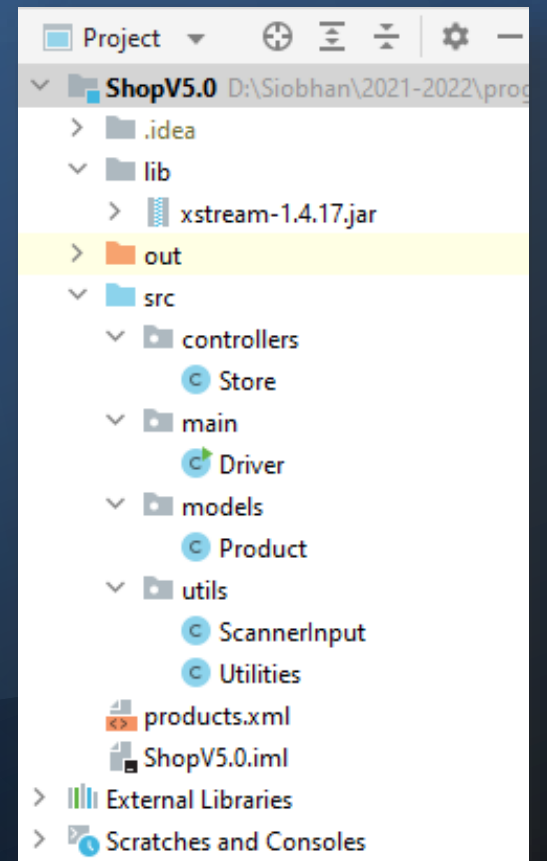 Project
ShopV5.0 D:\Siobhan\2021-2022\prog
.idea
lib
xstream-1.4.17.jar
out
src
controllers
C Store
main
C Driver
models
C Product
utils
C ScannerInput
C Utilities
products.xml
ShopV5.0.iml
External Libraries
Scratches and Consoles